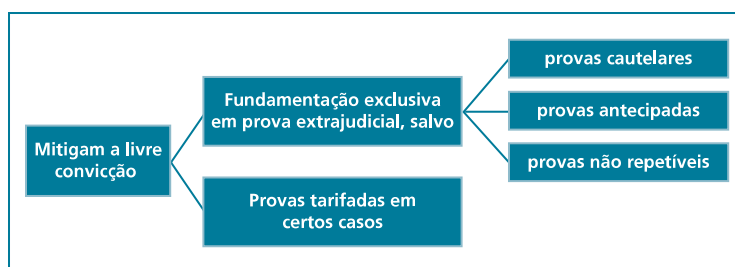 Mitigam a livre
convicção
Fundamentação exclusiva
em prova extrajudicial, salvo
provas cautelares
provas antecipadas
provas não repetíveis
Provas tarifadas em
certos casos